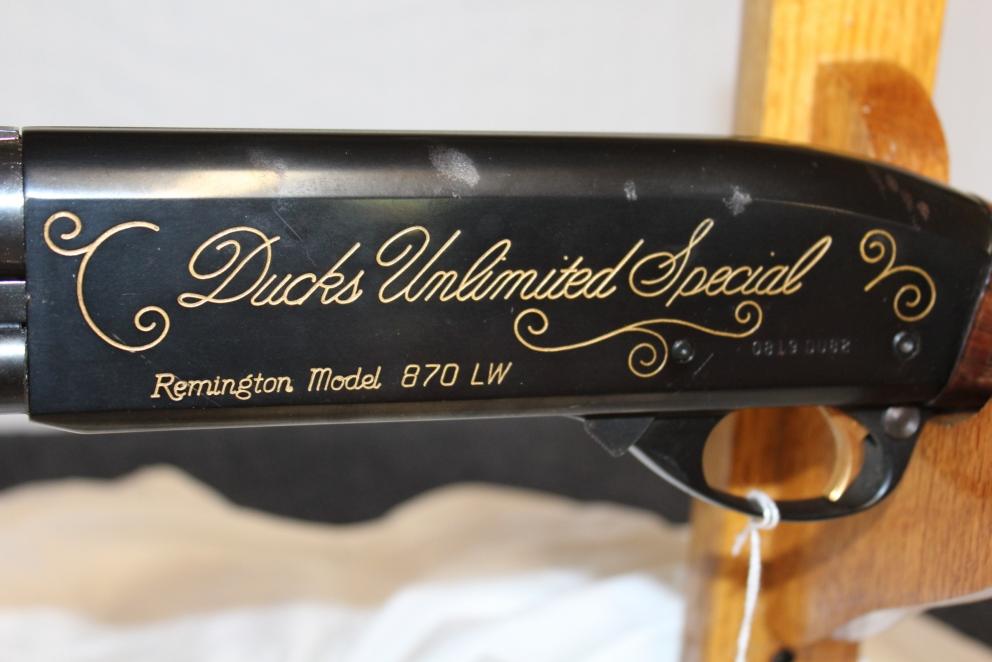 Ducks Unlimited Special
Remington Model 870 LW